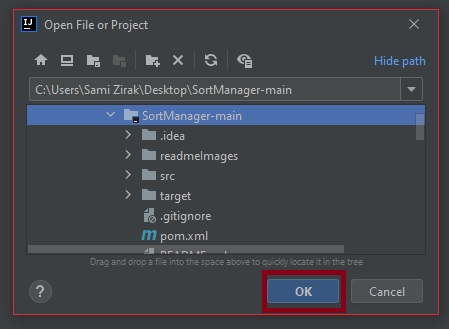 IJ Open File or Project
Hide path
C:\Users\Sami Zirak\Desktop\SortManager-main
SortManager-main
.idea
readmeImages
src
target
.gitignore
pom.xml
Drag and drop a file into the space above to quickly locate it in the tree
? OK Cancel